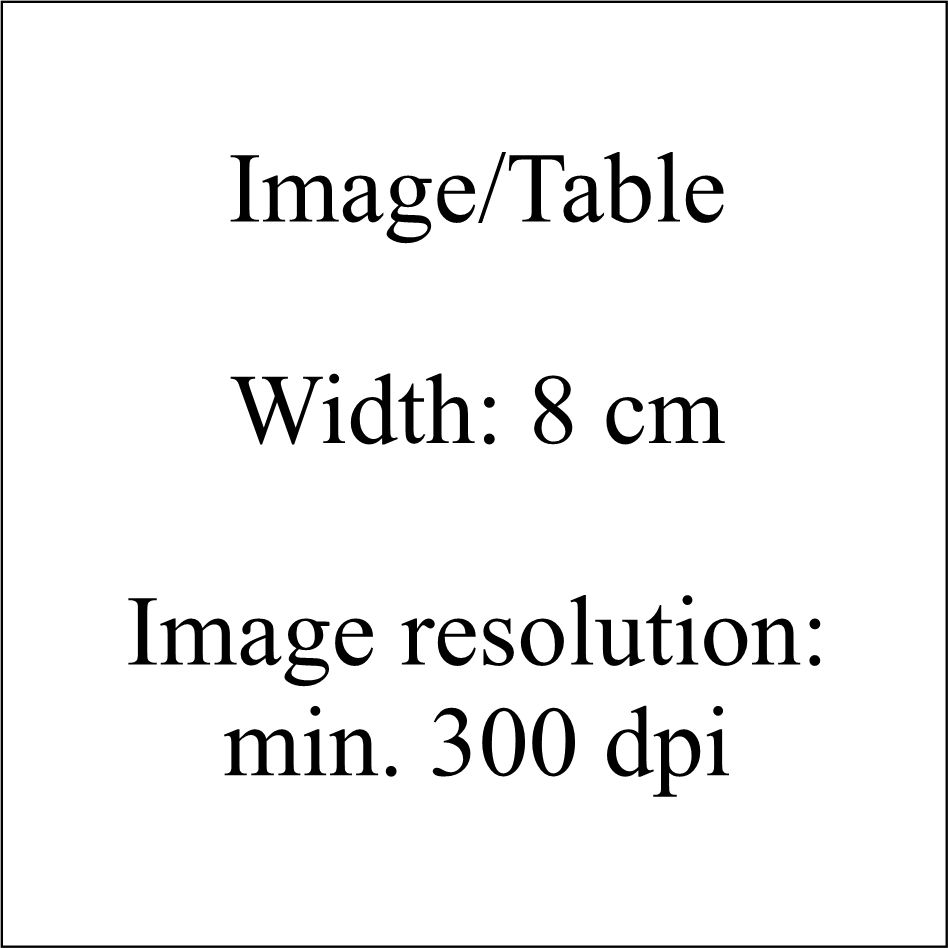 Image/Table
Width: 8 cm
Image resolution:
min. 300 dpi